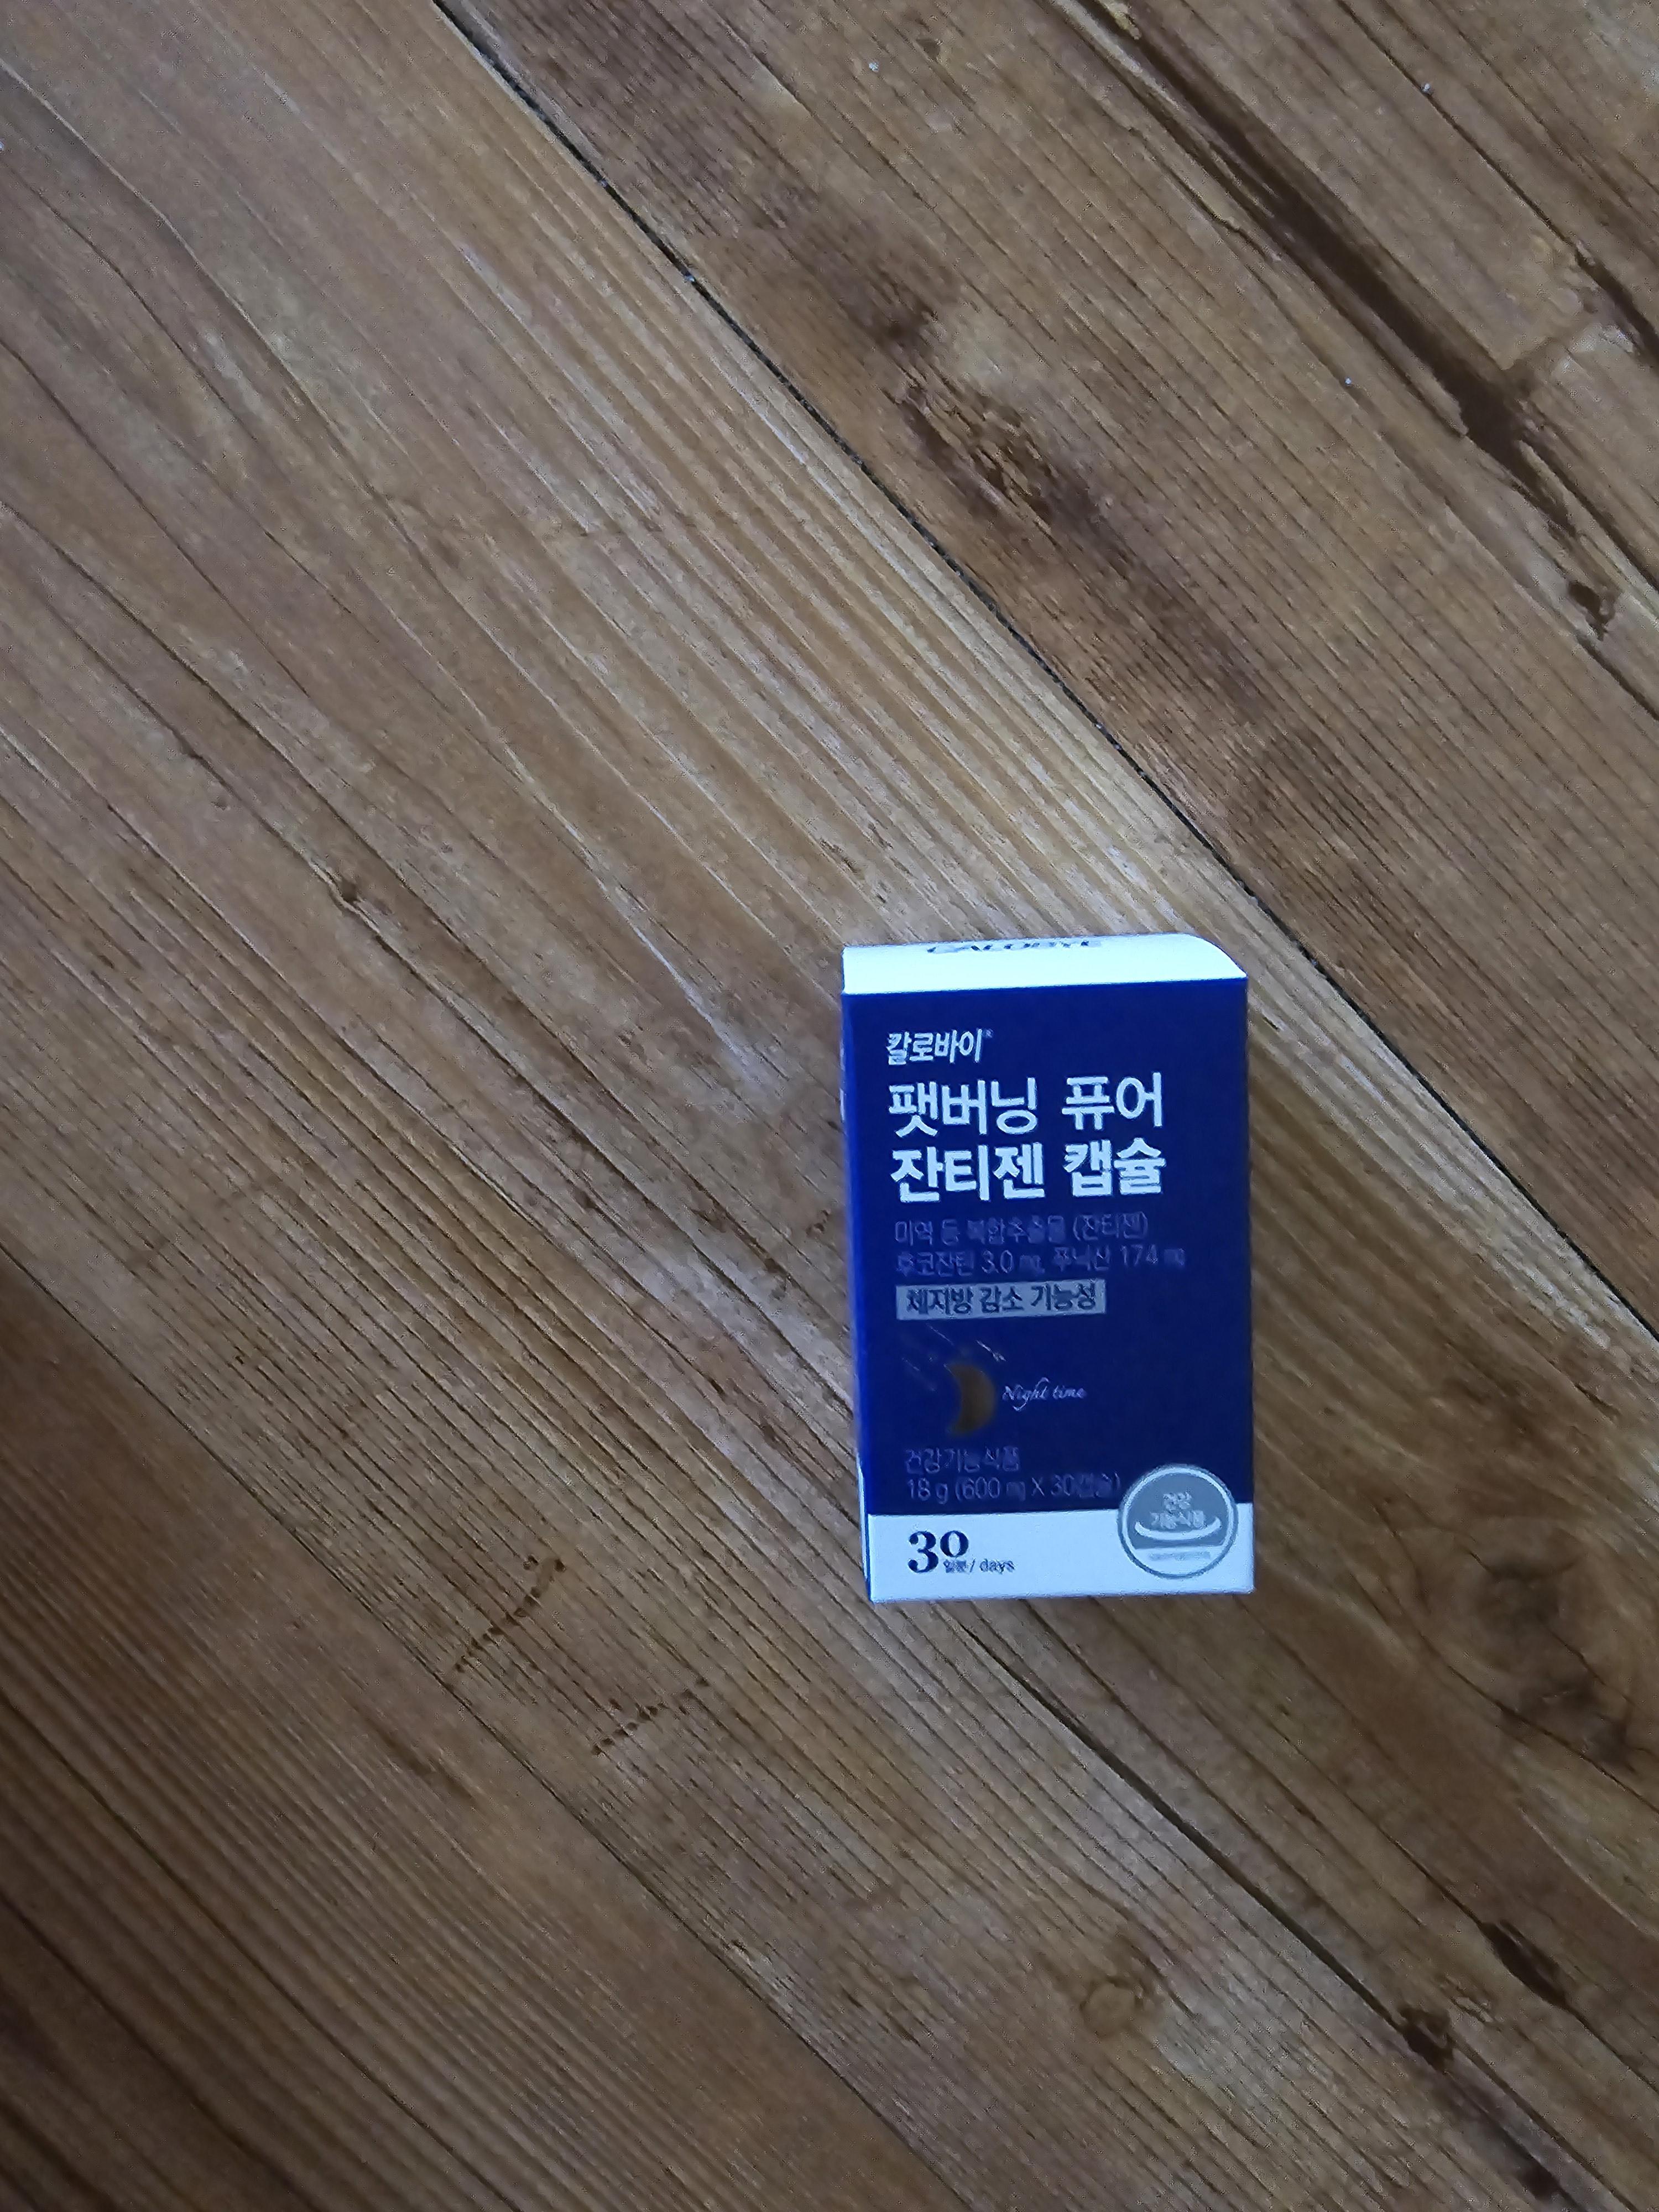 CALOBYE
칼로바이®
팻버닝 퓨어
잔티젠 캡슐
미역 등 복합추출물 (잔티젠)
후코잔틴 3.0 mg, 푸닉산 174 mg
체지방 감소 기능성
Night time
건강기능식품
18 g (600 mg X 30캡슐)
건강
기능식품
30
일분/ days